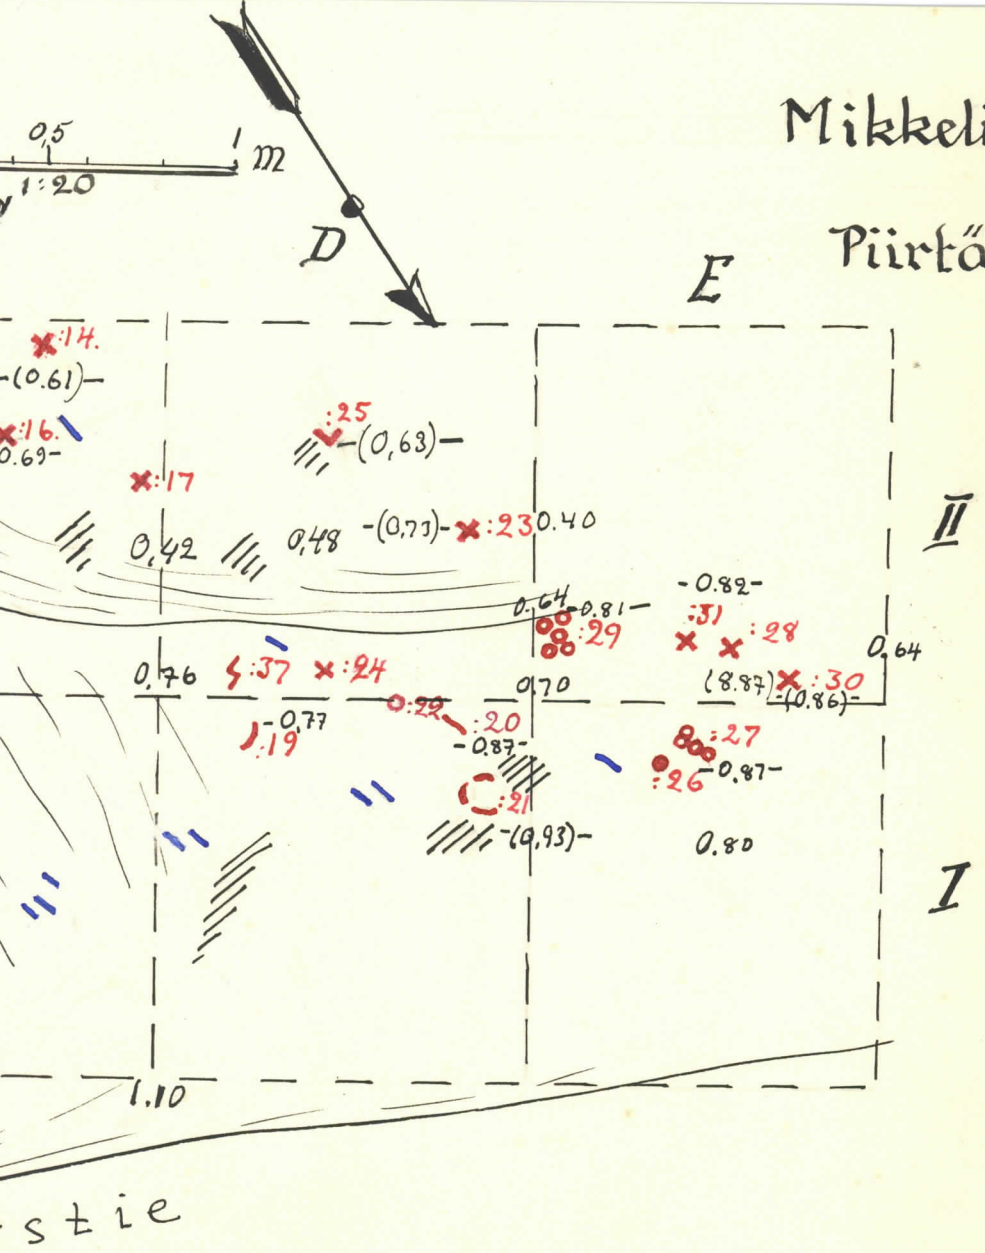 Mikkeli
0,5 1 m
1:20
Piirtä
D
E
:14.
-(0.61)-
:25
:16.
-(0,63)-
0.69-
:17
II
-(0,73)- :23 0.40
0,42 0,48
-0.82-
0.64 -0.81-
:31
:29 :28
0,64
0,76 :37 :24
0,70 (8.87) :30
-(0.86)-
:22
-0,77 :20
:19 -0.87- :27
-0.87-
:26
:21
-(0,93)- 0.80
I
1.10
stie